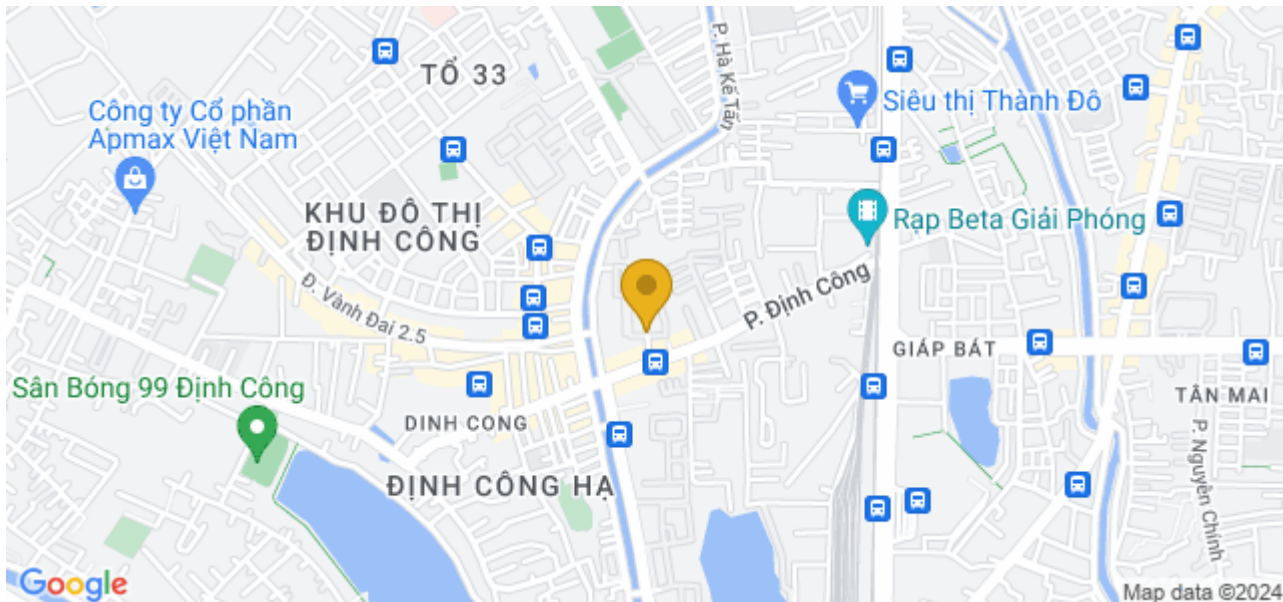 TỔ 33
P. Hà Kế Tấn
Siêu thị Thành Đô
Công ty Cổ phần
Apmax Việt Nam
KHU ĐÔ THỊ
ĐỊNH CÔNG
Rạp Beta Giải Phóng
Đ. Vành Đai 2.5
P. Định Công
GIÁP BÁT
Sân Bóng 99 Định Công
TÂN MAI
DINH CONG
P. Nguyễn Chính
ĐỊNH CÔNG HẠ
Google
Map data ©2024